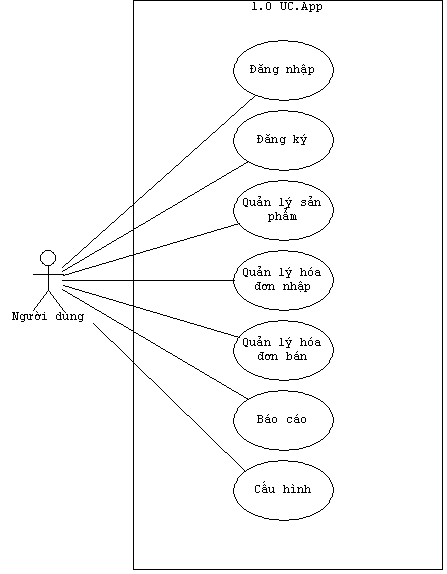 1.0 UC.App
Đăng nhập
Đăng ký
Quản lý sản
phẩm
Quản lý hóa
đơn nhập
Người dùng
Quản lý hóa
đơn bán
Báo cáo
Cấu hình